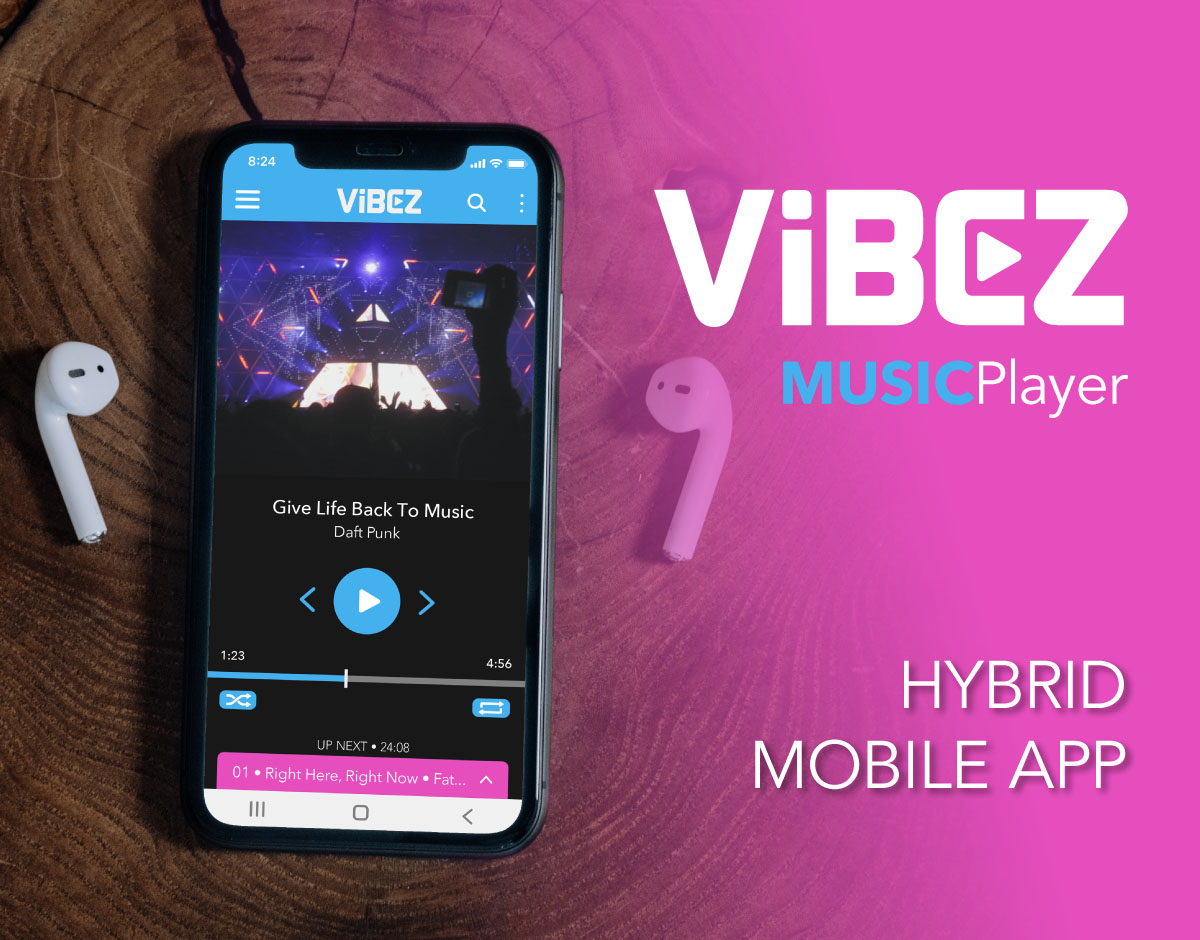 8:24
ViBEZ
Give Life Back To Music
Daft Punk
1:23
4:56
UP NEXT • 24:08
01 • Right Here, Right Now • Fat...
ViBEZ
MUSICPlayer
HYBRID
MOBILE APP